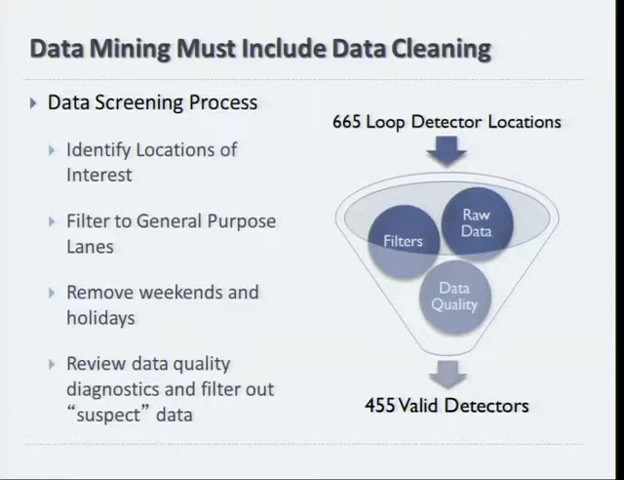 Data Mining Must Include Data Cleaning
Data Screening Process
Identify Locations of
Interest
Filter to General Purpose
Lanes
Remove weekends and
holidays
Review data quality
diagnostics and filter out
“suspect” data
665 Loop Detector Locations
Filters
Raw
Data
Data
Quality
455 Valid Detectors